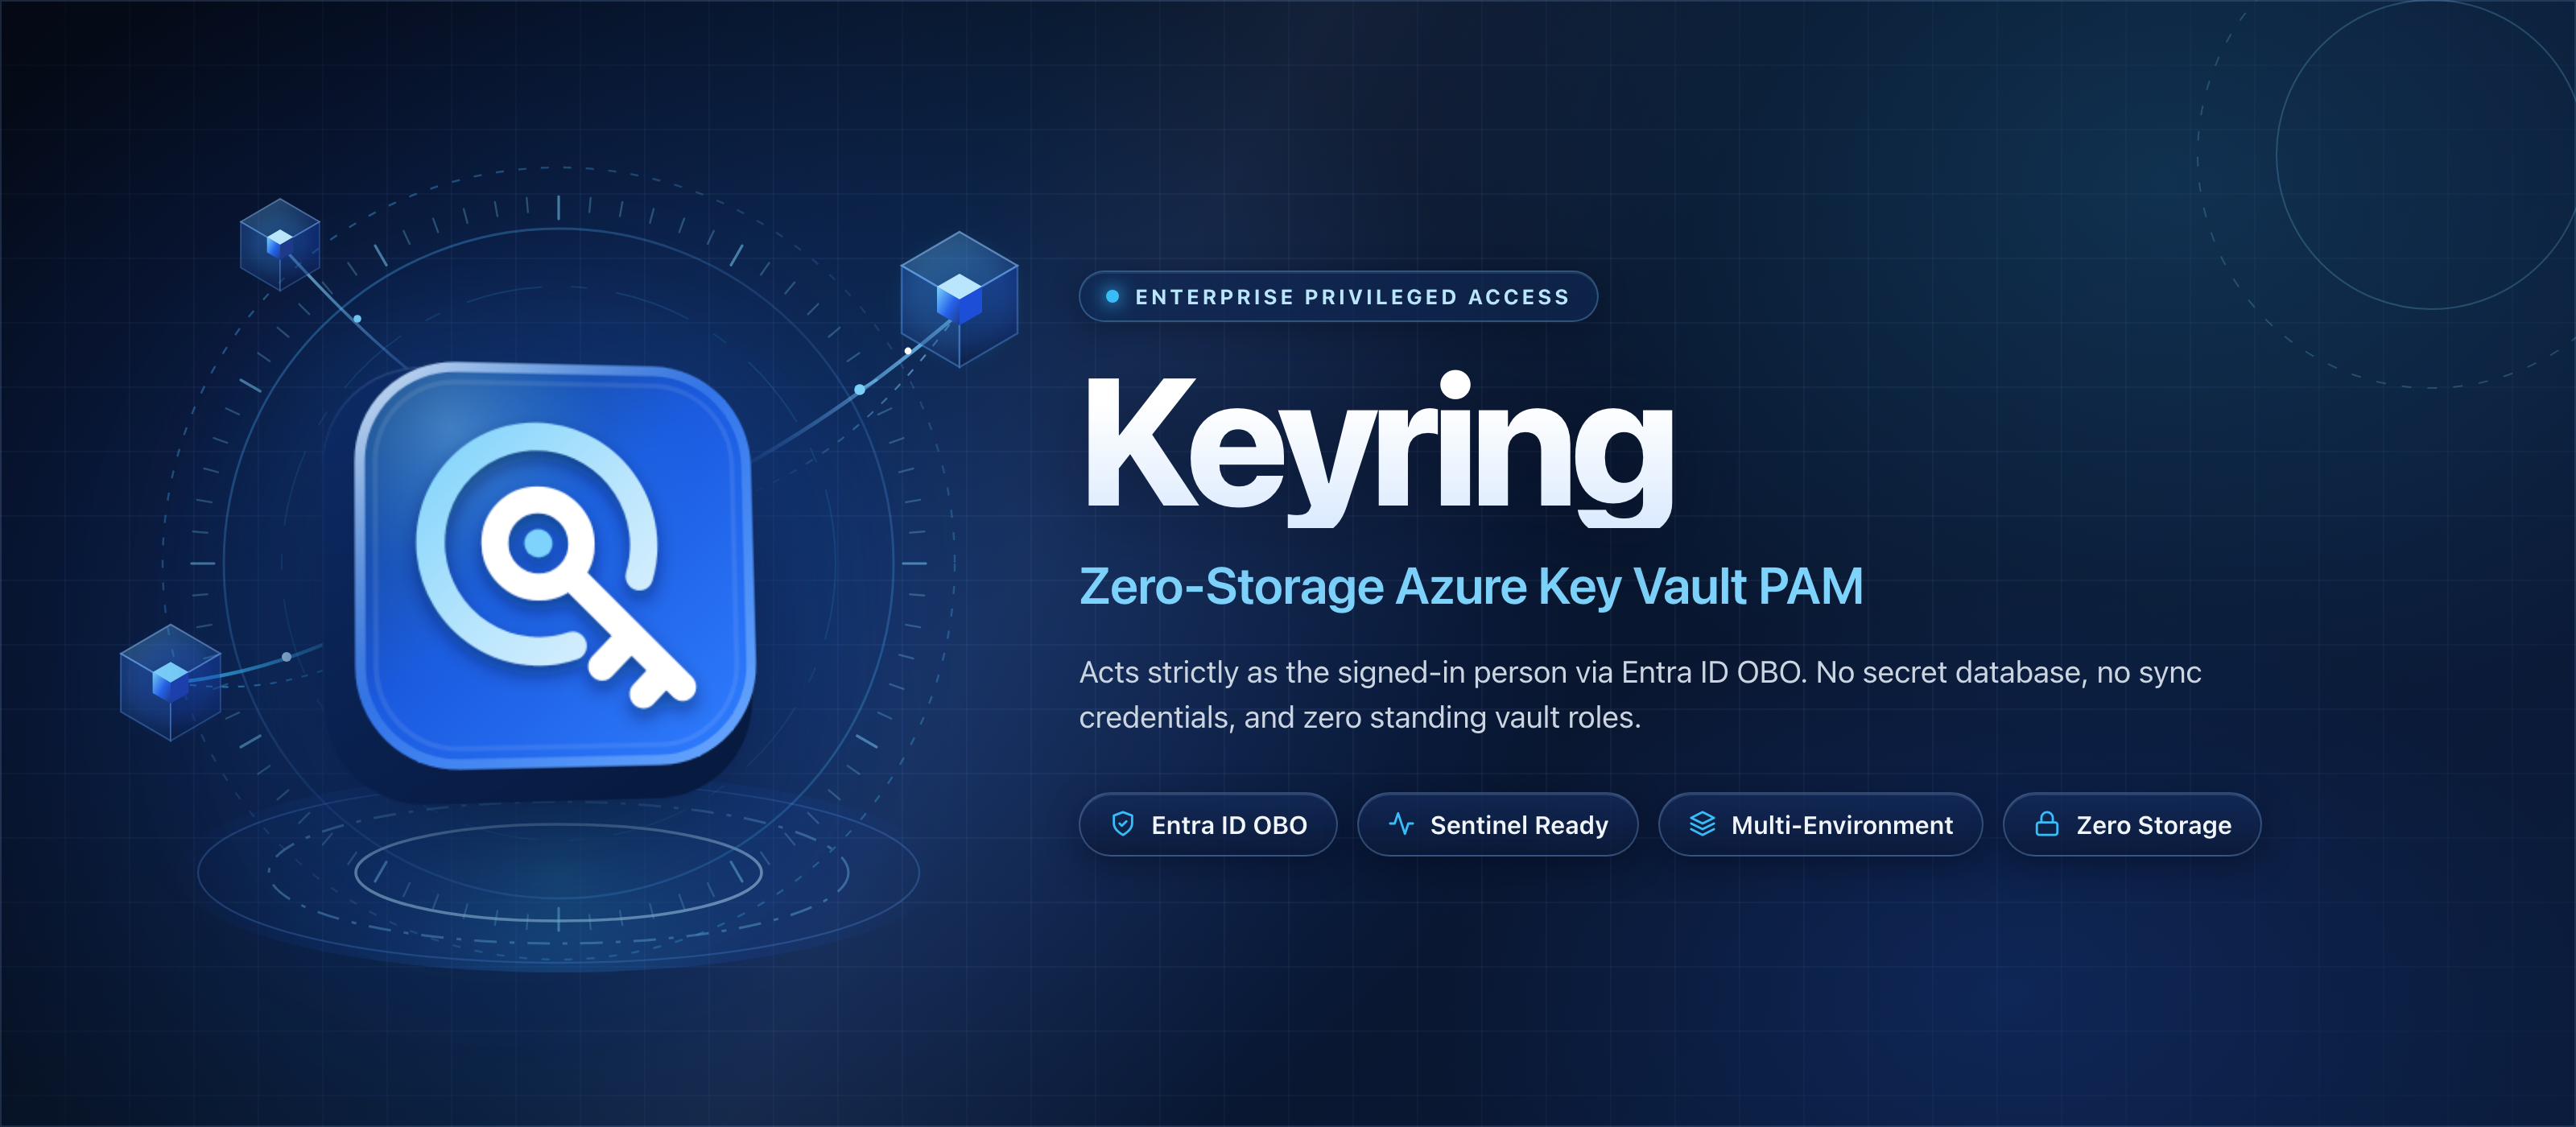 ENTERPRISE PRIVILEGED ACCESS
Keyring
Zero-Storage Azure Key Vault PAM
Acts strictly as the signed-in person via Entra ID OBO. No secret database, no sync
credentials, and zero standing vault roles.
Entra ID OBO
Sentinel Ready
Multi-Environment
Zero Storage